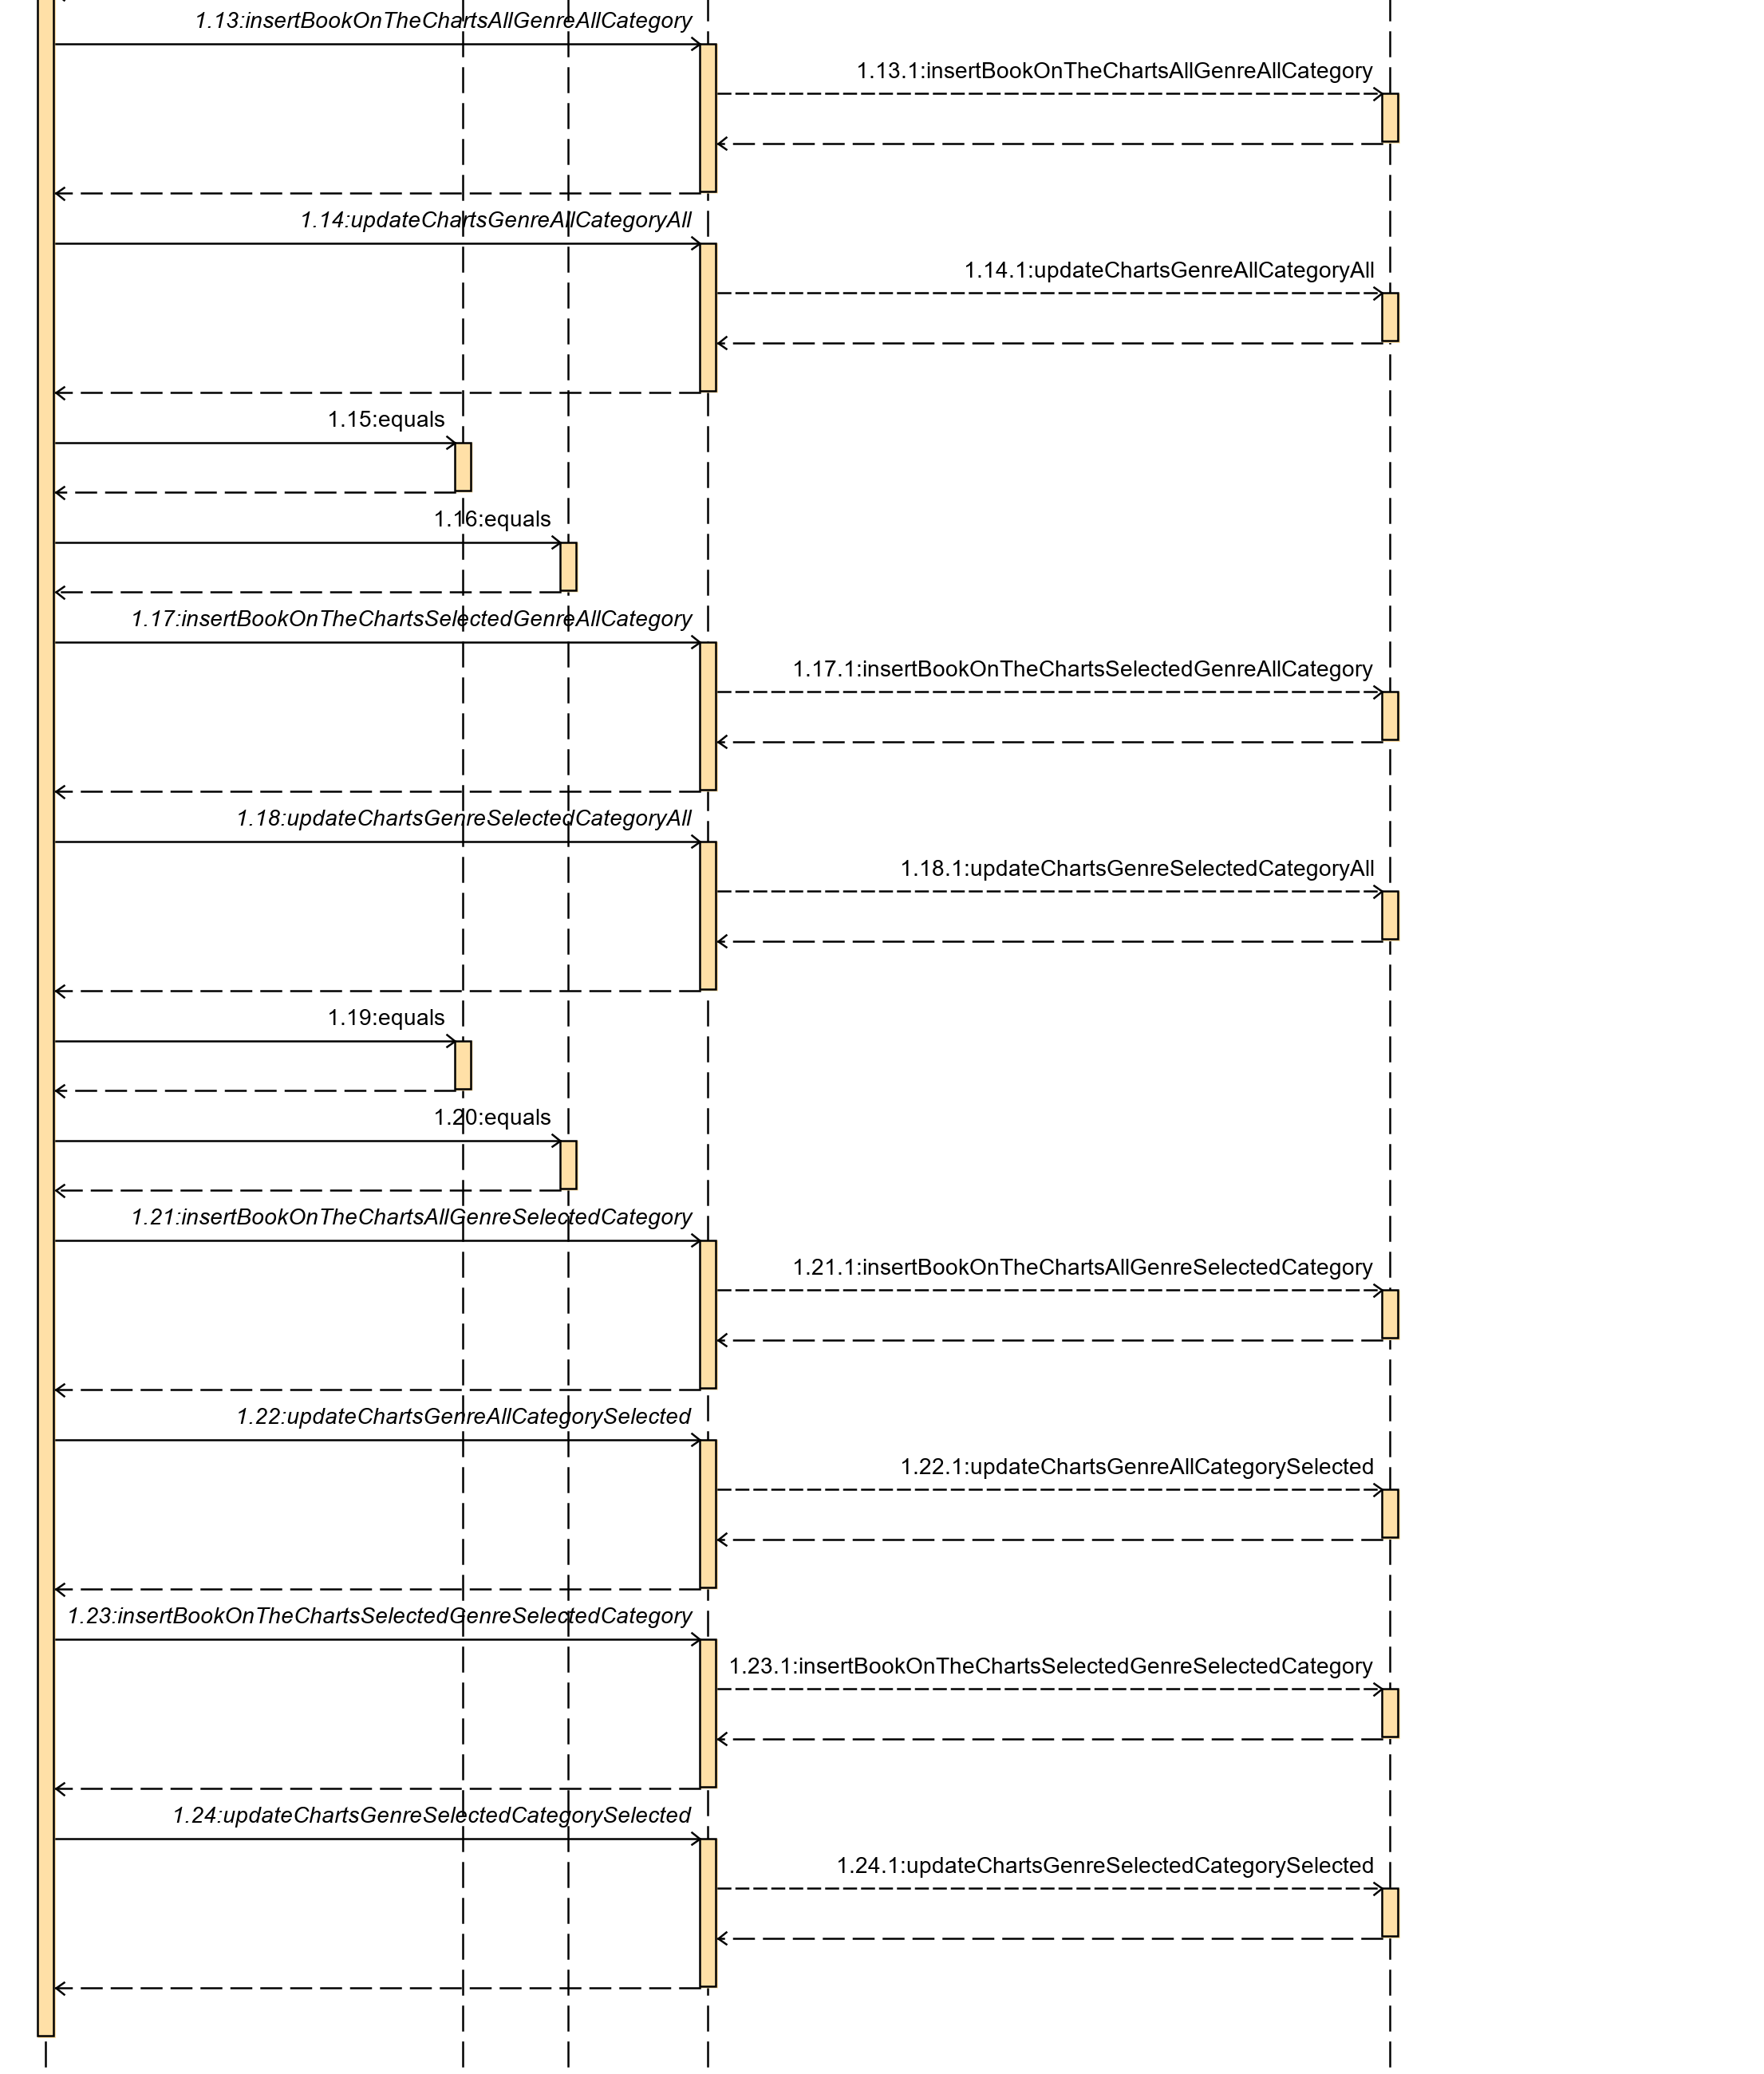 1.13:insertBookOnTheChartsAllGenreAllCategory
1.13.1:insertBookOnTheChartsAllGenreAllCategory
1.14:updateChartsGenreAllCategoryAll
1.14.1:updateChartsGenreAllCategoryAll
1.15:equals
1.16:equals
1.17:insertBookOnTheChartsSelectedGenreAllCategory
1.17.1:insertBookOnTheChartsSelectedGenreAllCategory
1.18:updateChartsGenreSelectedCategoryAll
1.18.1:updateChartsGenreSelectedCategoryAll
1.19:equals
1.20:equals
1.21:insertBookOnTheChartsAllGenreSelectedCategory
1.21.1:insertBookOnTheChartsAllGenreSelectedCategory
1.22:updateChartsGenreAllCategorySelected
1.22.1:updateChartsGenreAllCategorySelected
1.23:insertBookOnTheChartsSelectedGenreSelectedCategory
1.23.1:insertBookOnTheChartsSelectedGenreSelectedCategory
1.24:updateChartsGenreSelectedCategorySelected
1.24.1:updateChartsGenreSelectedCategorySelected